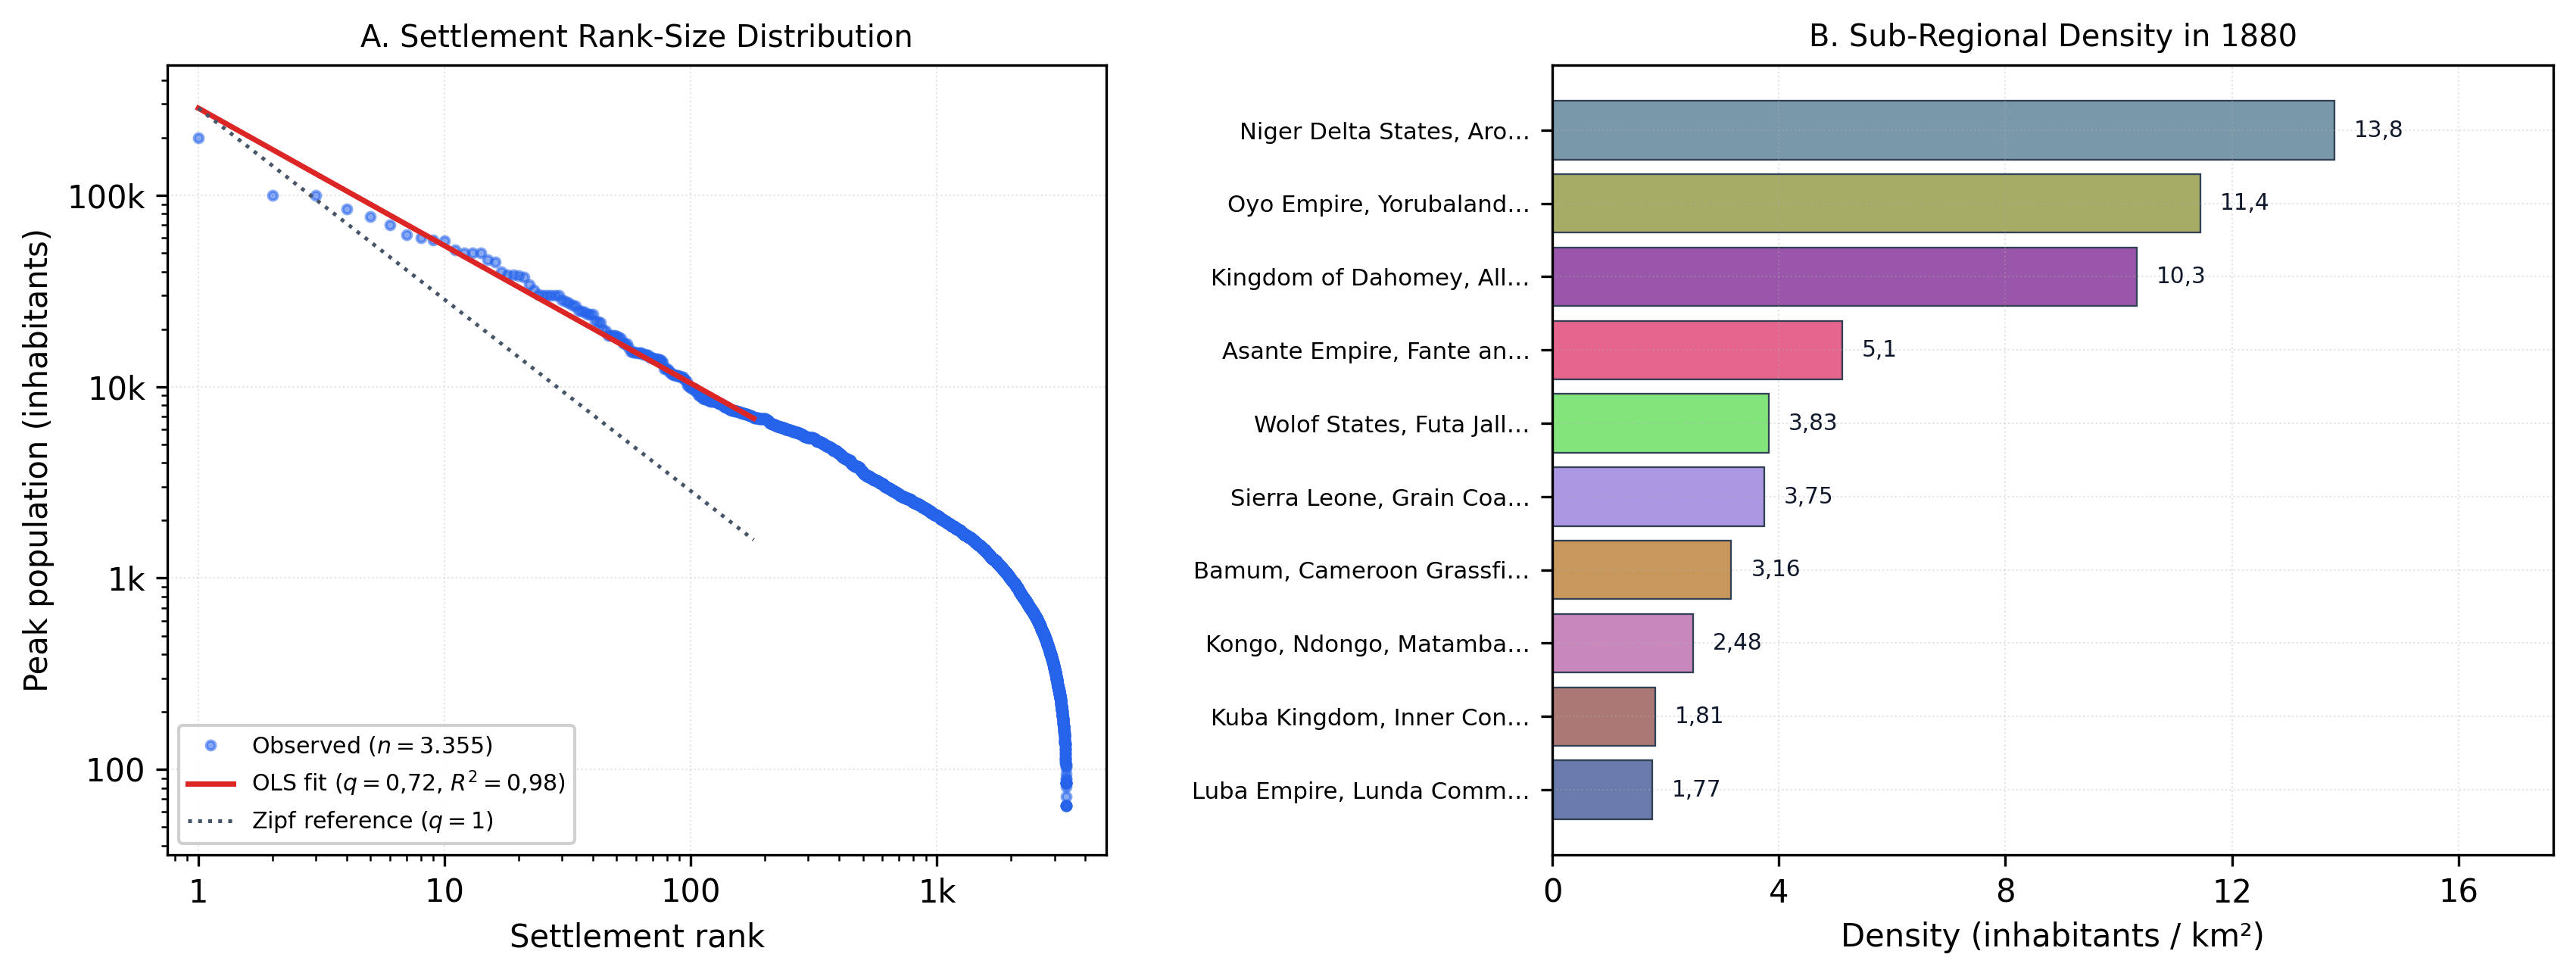 A. Settlement Rank-Size Distribution
Peak population (inhabitants)
100k
10k
1k
100
Observed (n = 3.355)
OLS fit (q = 0,72, R² = 0,98)
Zipf reference (q = 1)
1
10
100
1k
Settlement rank
B. Sub-Regional Density in 1880
Niger Delta States, Aro... 13,8
Oyo Empire, Yorubaland... 11,4
Kingdom of Dahomey, All... 10,3
Asante Empire, Fante an... 5,1
Wolof States, Futa Jall... 3,83
Sierra Leone, Grain Coa... 3,75
Bamum, Cameroon Grassfi... 3,16
Kongo, Ndongo, Matamba... 2,48
Kuba Kingdom, Inner Con... 1,81
Luba Empire, Lunda Comm... 1,77
0
4
8
12
16
Density (inhabitants / km²)